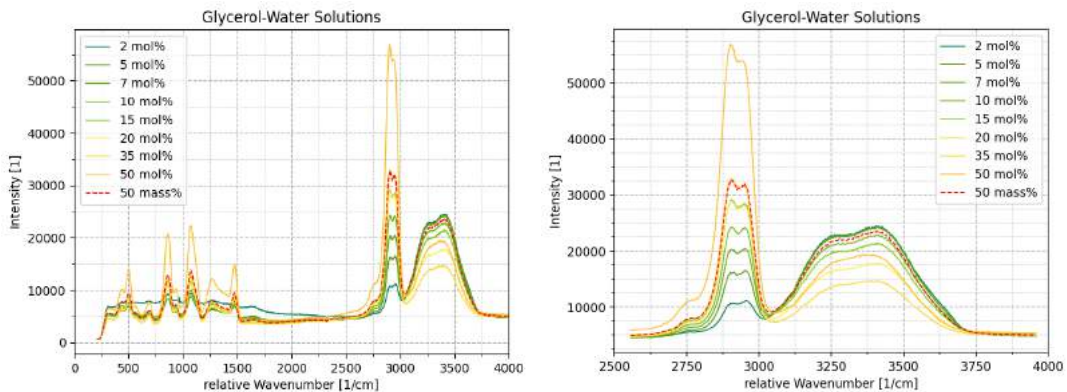 Glycerol-Water Solutions
2 mol%
5 mol%
7 mol%
10 mol%
15 mol%
20 mol%
35 mol%
50 mol%
50 mass%
Intensity [1]
50000
40000
30000
20000
10000
0
0 500 1000 1500 2000 2500 3000 3500 4000
relative Wavenumber [1/cm]
Glycerol-Water Solutions
2 mol%
5 mol%
7 mol%
10 mol%
15 mol%
20 mol%
35 mol%
50 mol%
50 mass%
Intensity [1]
50000
40000
30000
20000
10000
2500 2750 3000 3250 3500 3750 4000
relative Wavenumber [1/cm]